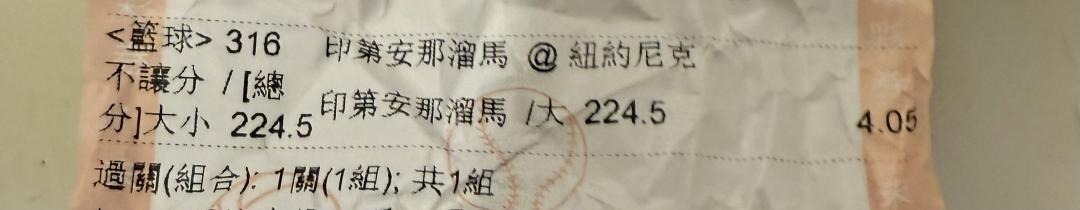 <籃球> 316 印第安那溜馬 @ 紐約尼克
不讓分 / [總
分]大小 224.5 印第安那溜馬 /大 224.5 4.05
過關(組合): 1關(1組); 共1組